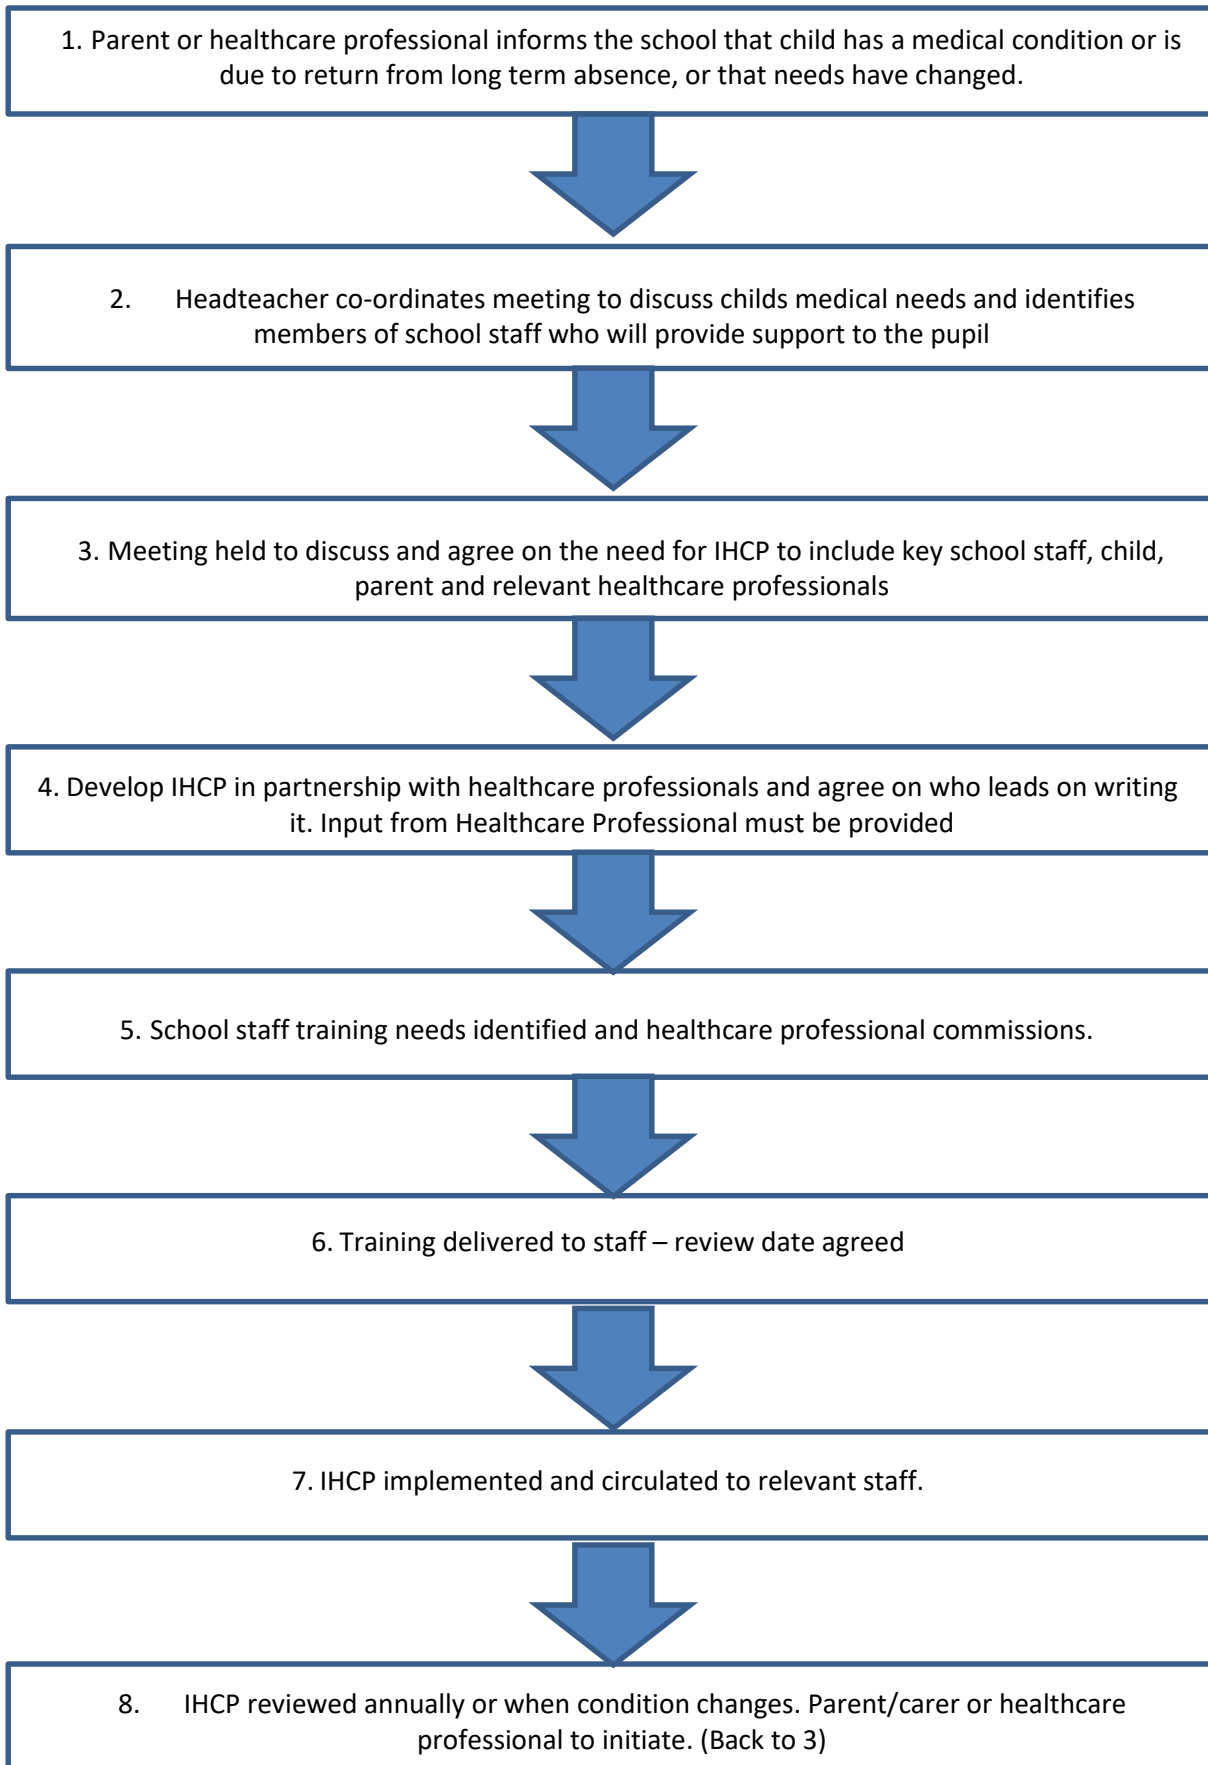 1. Parent or healthcare professional informs the school that child has a medical condition or is
due to return from long term absence, or that needs have changed.
2. Headteacher co-ordinates meeting to discuss childs medical needs and identifies
members of school staff who will provide support to the pupil
3. Meeting held to discuss and agree on the need for IHCP to include key school staff, child,
parent and relevant healthcare professionals
4. Develop IHCP in partnership with healthcare professionals and agree on who leads on writing
it. Input from Healthcare Professional must be provided
5. School staff training needs identified and healthcare professional commissions.
6. Training delivered to staff – review date agreed
7. IHCP implemented and circulated to relevant staff.
8. IHCP reviewed annually or when condition changes. Parent/carer or healthcare
professional to initiate. (Back to 3)